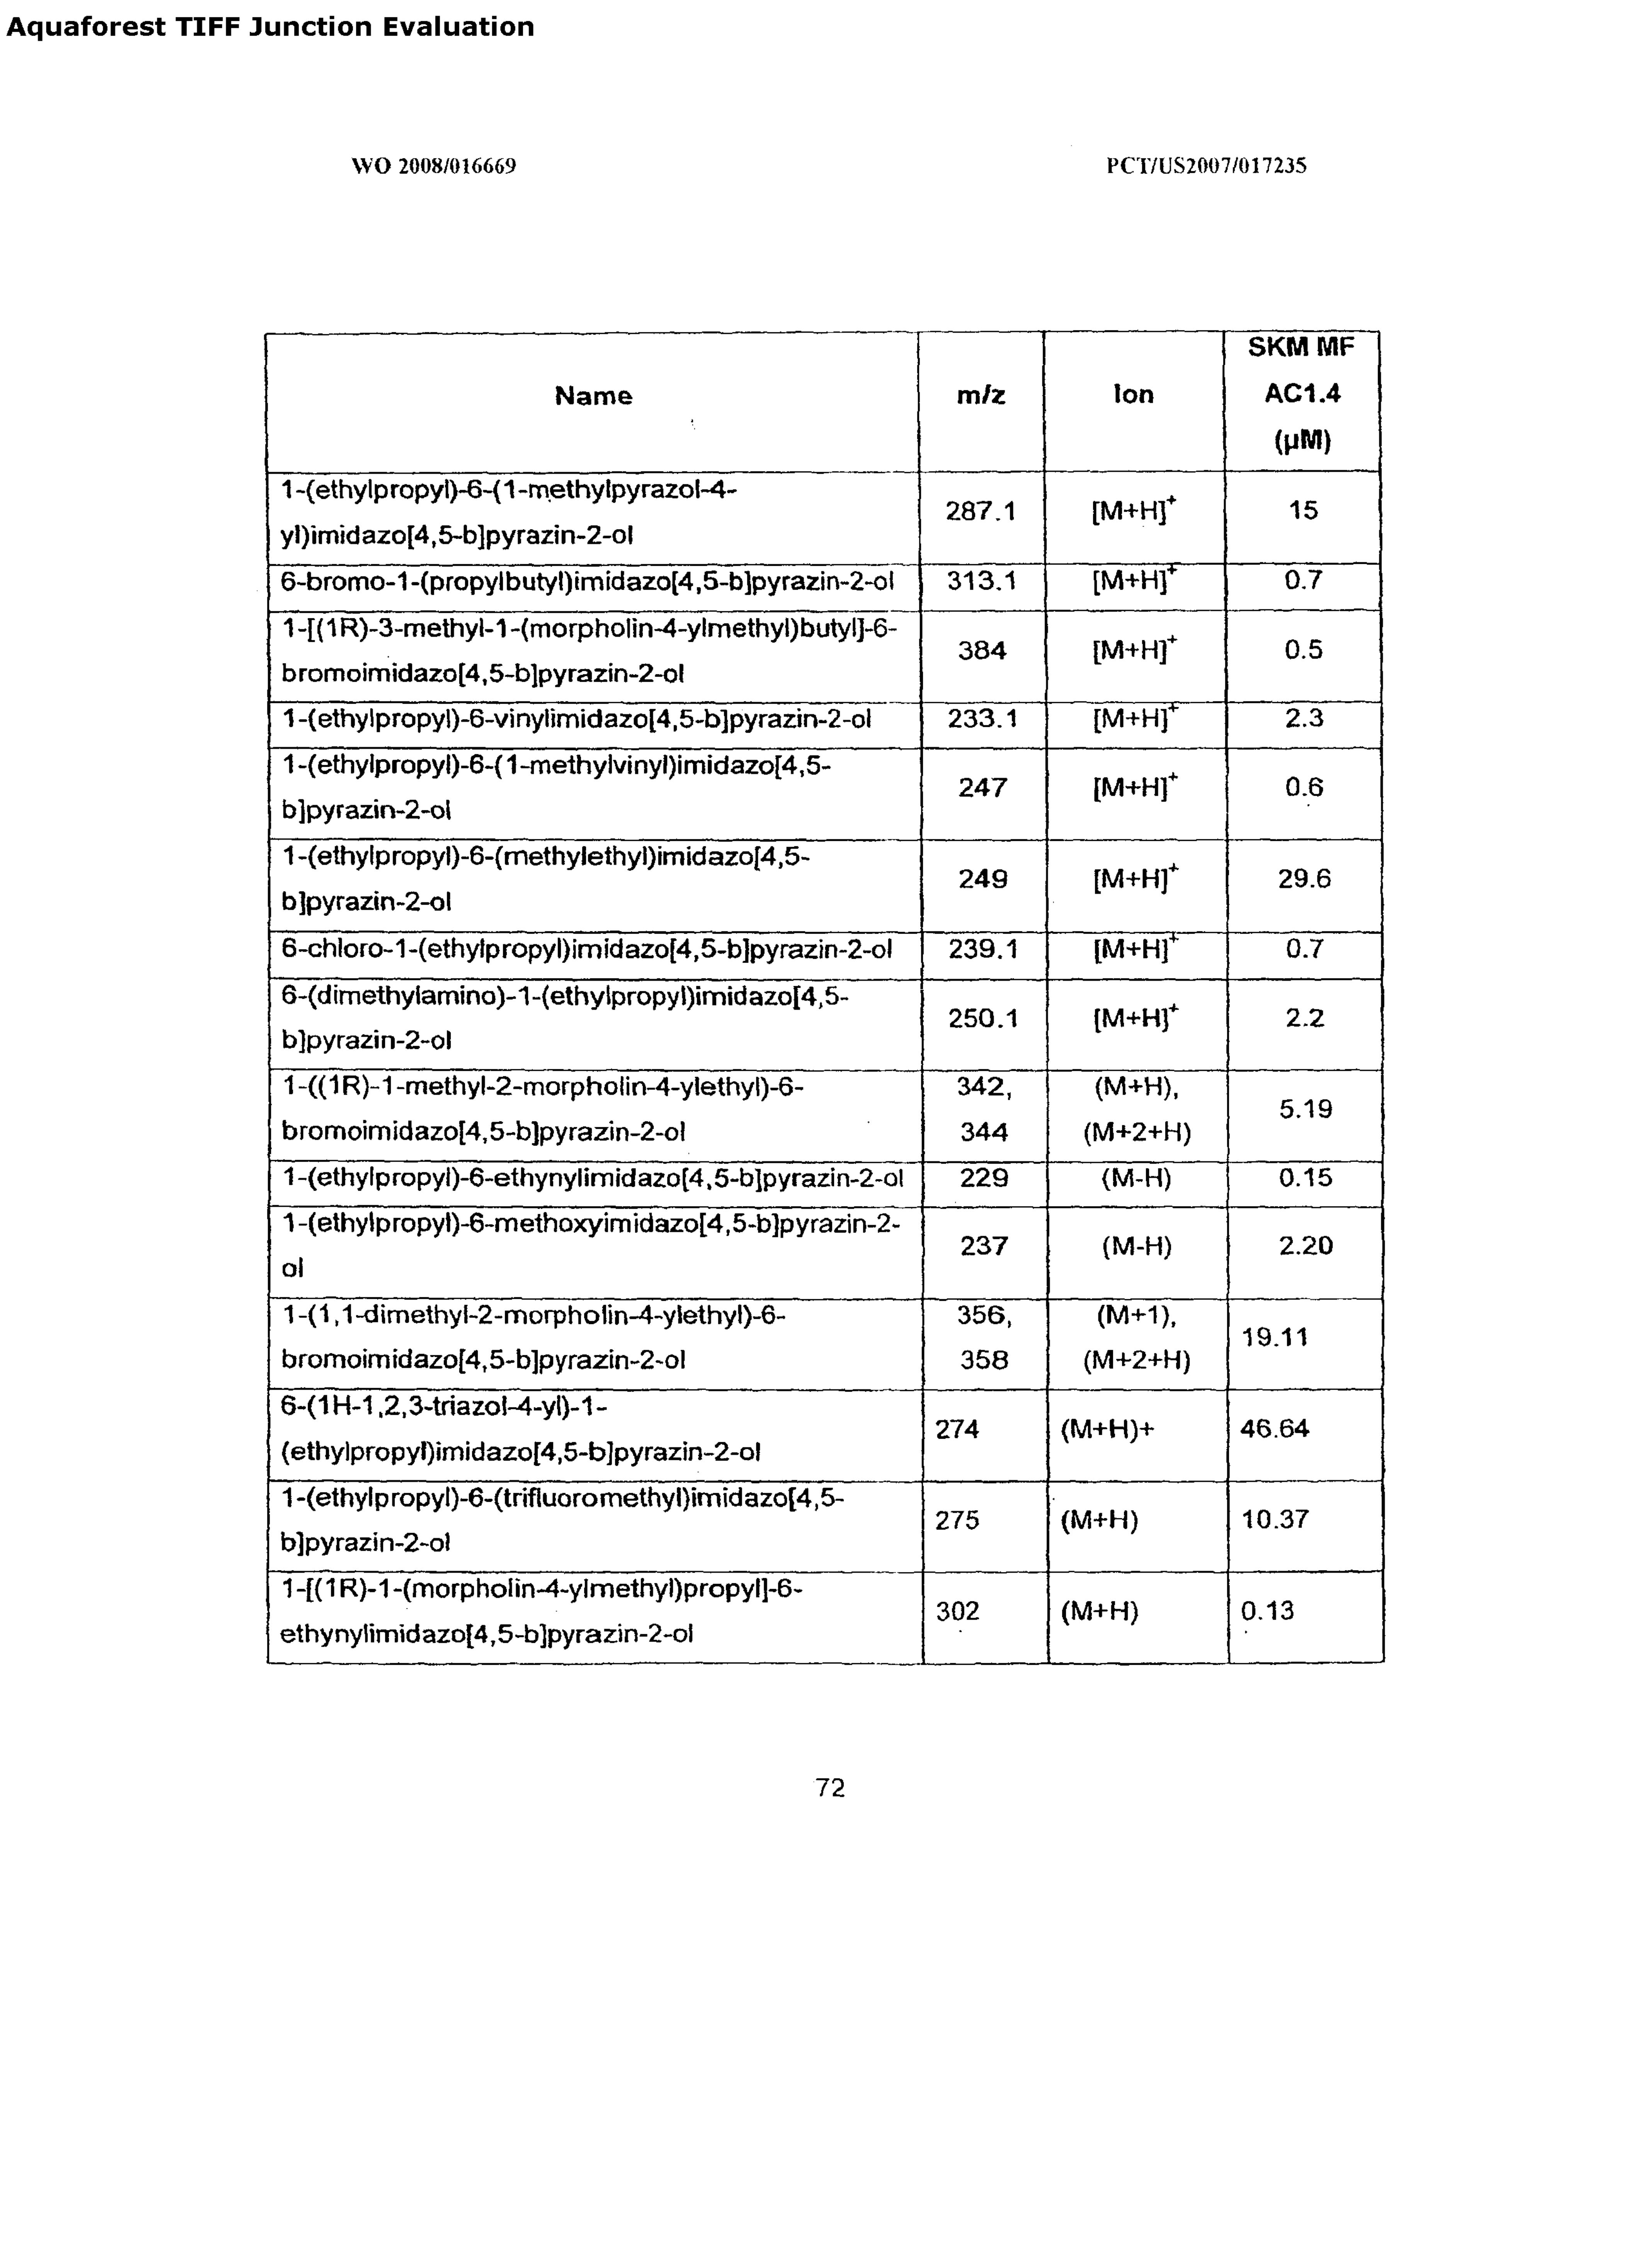 Aquaforest TIFF Junction Evaluation
WO 2008/016669 PCT/US2007/017235
Name m/z Ion SKM MF
AC1.4
(µM)
1-(ethylpropyl)-6-(1-methylpyrazol-4-
yl)imidazo[4,5-b]pyrazin-2-ol 287.1 [M+H]⁺ 15
6-bromo-1-(propylbutyl)imidazo[4,5-b]pyrazin-2-ol 313.1 [M+H]⁺ 0.7
1-[(1R)-3-methyl-1-(morpholin-4-ylmethyl)butyl]-6-
bromoimidazo[4,5-b]pyrazin-2-ol 384 [M+H]⁺ 0.5
1-(ethylpropyl)-6-vinylimidazo[4,5-b]pyrazin-2-ol 233.1 [M+H]⁺ 2.3
1-(ethylpropyl)-6-(1-methylvinyl)imidazo[4,5-
b]pyrazin-2-ol 247 [M+H]⁺ 0.6
1-(ethylpropyl)-6-(methylethyl)imidazo[4,5-
b]pyrazin-2-ol 249 [M+H]⁺ 29.6
6-chloro-1-(ethylpropyl)imidazo[4,5-b]pyrazin-2-ol 239.1 [M+H]⁺ 0.7
6-(dimethylamino)-1-(ethylpropyl)imidazo[4,5-
b]pyrazin-2-ol 250.1 [M+H]⁺ 2.2
1-((1R)-1-methyl-2-morpholin-4-ylethyl)-6- 342, (M+H),
bromoimidazo[4,5-b]pyrazin-2-ol 344 (M+2+H) 5.19
1-(ethylpropyl)-6-ethynylimidazo[4,5-b]pyrazin-2-ol 229 (M-H) 0.15
1-(ethylpropyl)-6-methoxyimidazo[4,5-b]pyrazin-2-
ol 237 (M-H) 2.20
1-(1,1-dimethyl-2-morpholin-4-ylethyl)-6- 356, (M+1),
bromoimidazo[4,5-b]pyrazin-2-ol 358 (M+2+H) 19.11
6-(1H-1,2,3-triazol-4-yl)-1-
(ethylpropyl)imidazo[4,5-b]pyrazin-2-ol 274 (M+H)+ 46.64
1-(ethylpropyl)-6-(trifluoromethyl)imidazo[4,5-
b]pyrazin-2-ol 275 (M+H) 10.37
1-[(1R)-1-(morpholin-4-ylmethyl)propyl]-6-
ethynylimidazo[4,5-b]pyrazin-2-ol 302 (M+H) 0.13
72